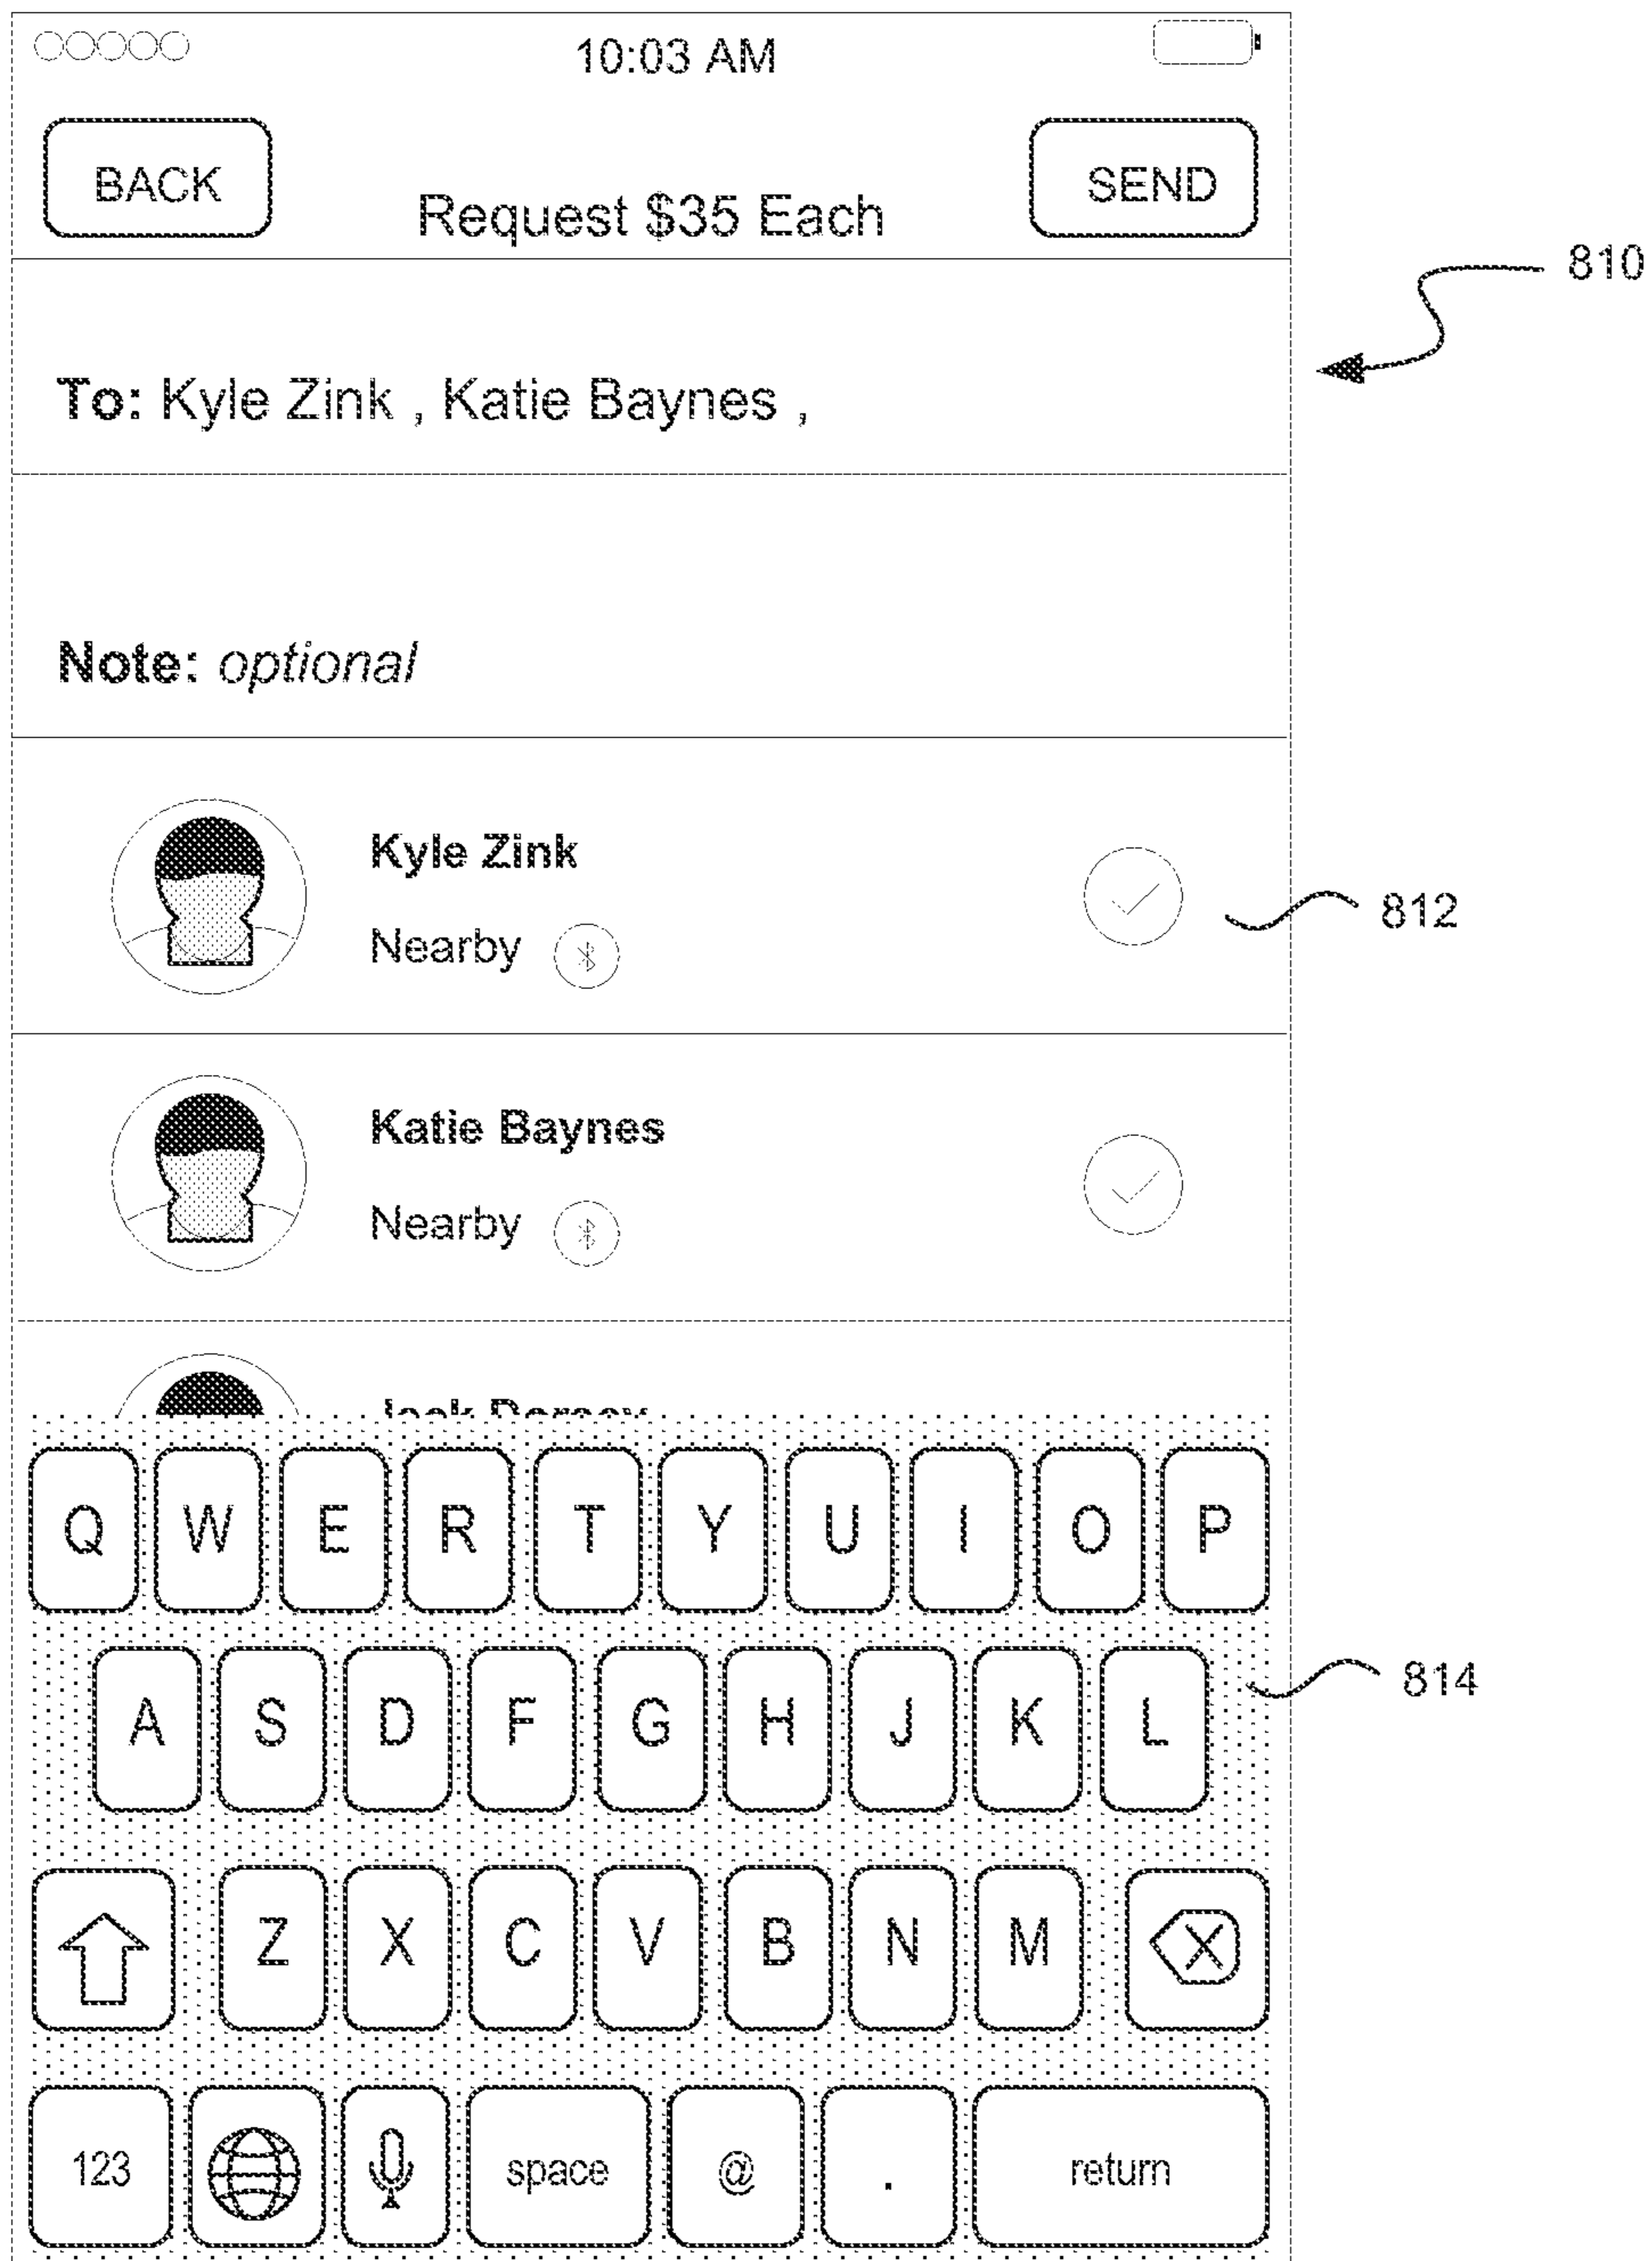 10:03 AM
BACK
Request $35 Each
SEND
810
To: Kyle Zink , Katie Baynes ,
Note: optional
Kyle Zink
Nearby
812
Katie Baynes
Nearby
Q W E R T Y U I O P
A S D F G H J K L
814
Z X C V B N M
123 space @ . return